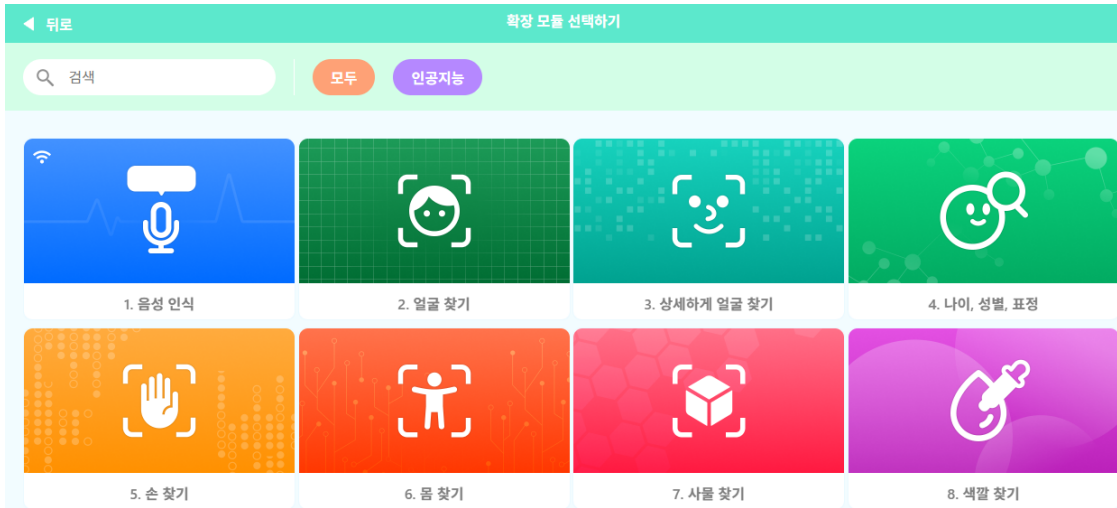 뒤로
확장 모듈 선택하기
검색
모두
인공지능
1. 음성 인식
2. 얼굴 찾기
3. 상세하게 얼굴 찾기
4. 나이, 성별, 표정
5. 손 찾기
6. 몸 찾기
7. 사물 찾기
8. 색깔 찾기